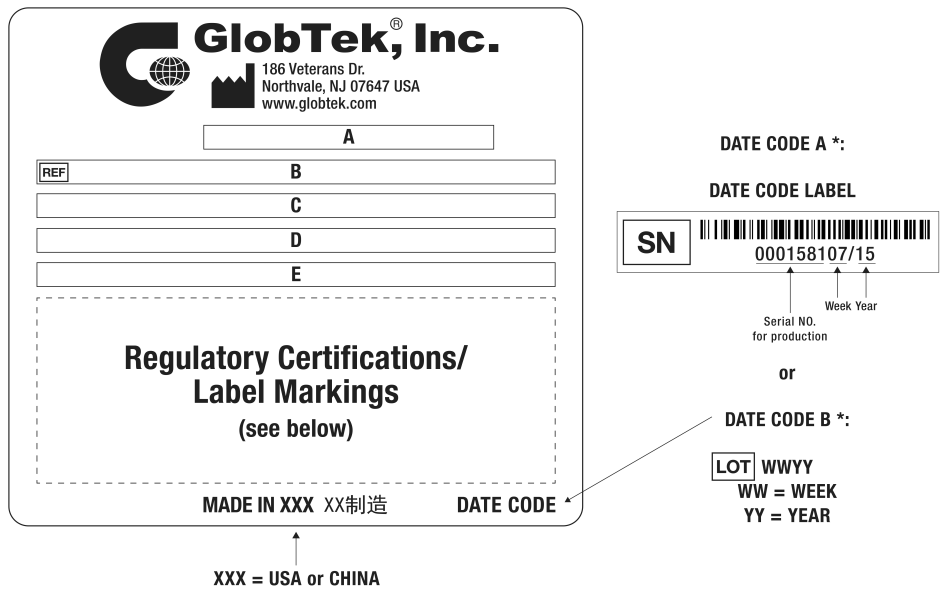 GlobTek,® Inc.
186 Veterans Dr.
Northvale, NJ 07647 USA
www.globtek.com
A
REF B
C
D
E
Regulatory Certifications/
Label Markings
(see below)
MADE IN XXX XX制造 DATE CODE
XXX = USA or CHINA
DATE CODE A *:
DATE CODE LABEL
SN
000158107/15
Week Year
Serial NO.
for production
or
DATE CODE B *:
LOT WWYY
WW = WEEK
YY = YEAR